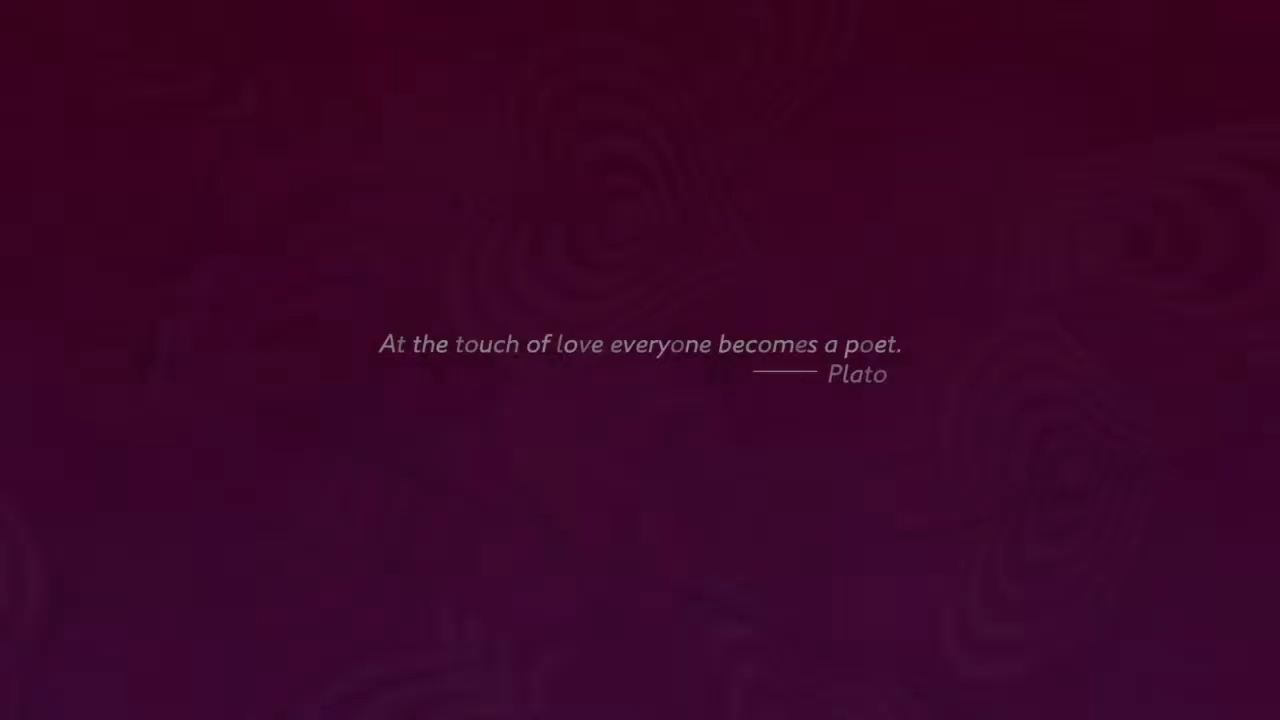 At the touch of love everyone becomes a poet.
—— Plato